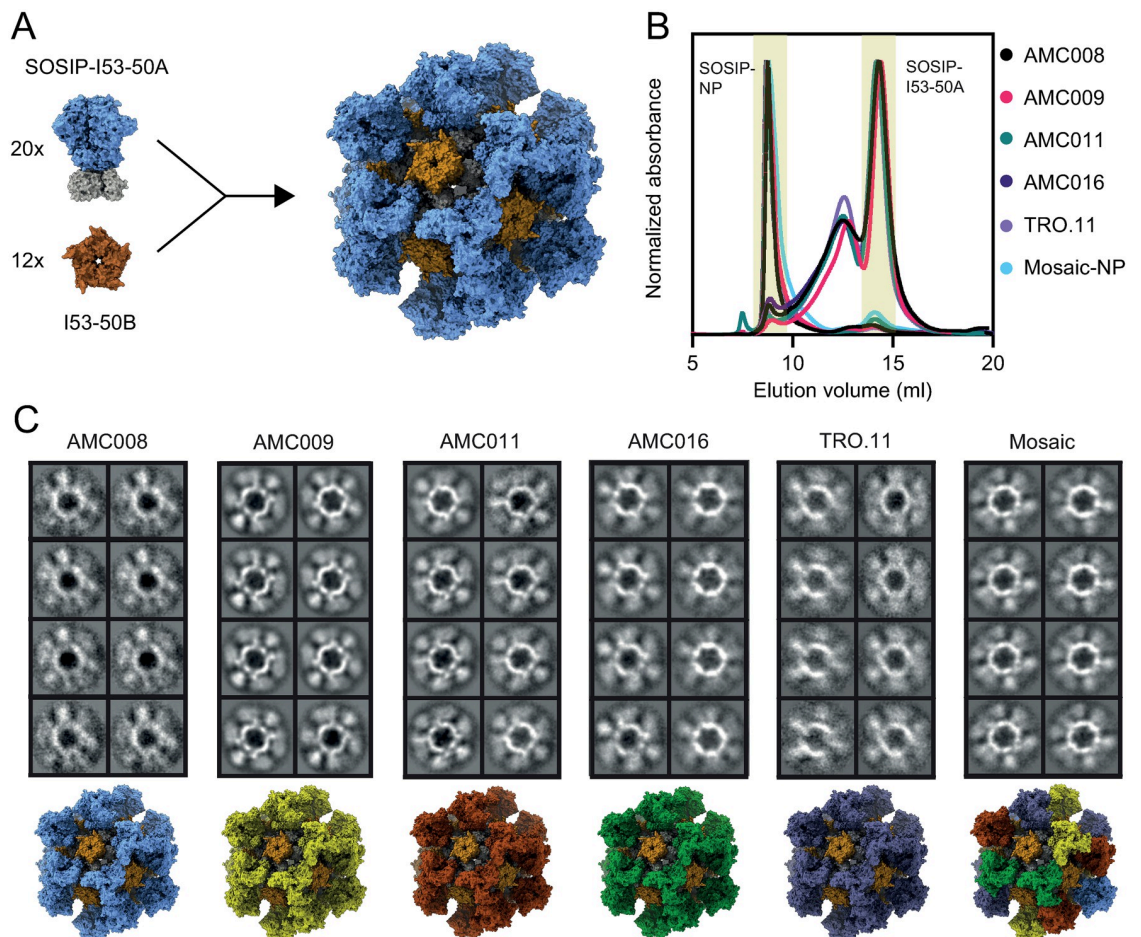 A
SOSIP-I53-50A
20x
12x
I53-50B
B
SOSIP-
NP
SOSIP-
I53-50A
Normalized absorbance
5
10
15
20
Elution volume (ml)
AMC008
AMC009
AMC011
AMC016
TRO.11
Mosaic-NP
C
AMC008
AMC009
AMC011
AMC016
TRO.11
Mosaic